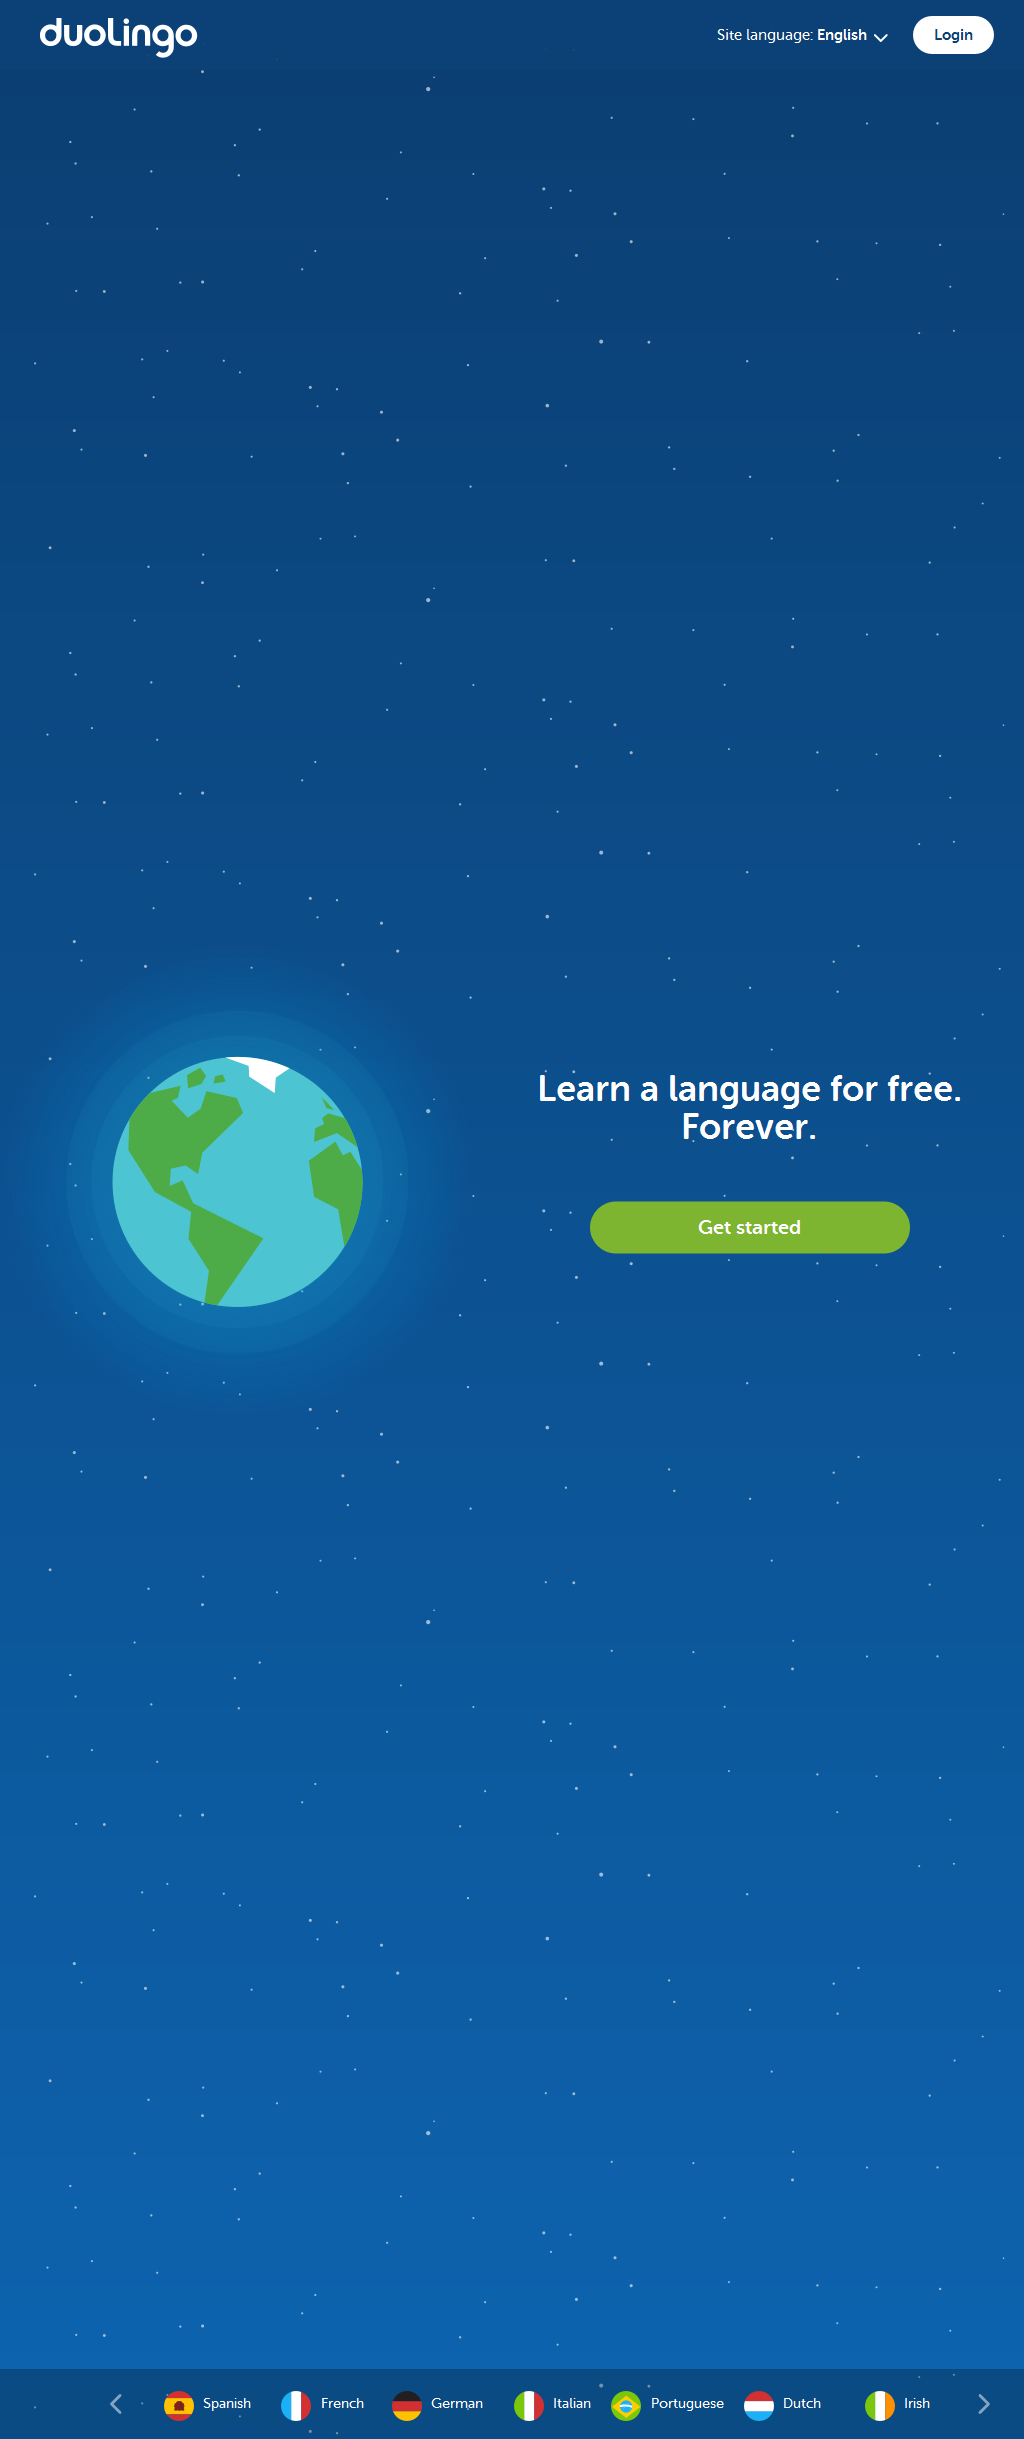 duolingo
Site language: English
Login
Learn a language for free.
Forever.
Get started
Spanish
French
German
Italian
Portuguese
Dutch
Irish